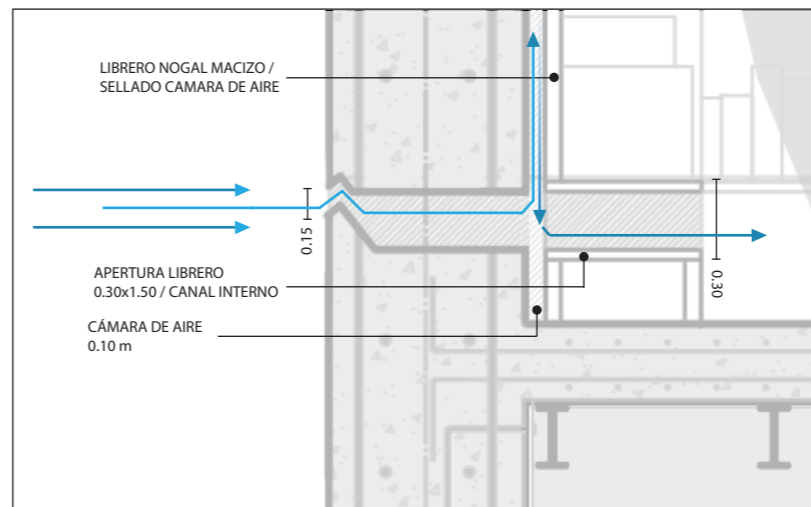 LIBRERO NOGAL MACIZO /
SELLADO CAMARA DE AIRE
0.15
APERTURA LIBRERO
0.30x1.50 / CANAL INTERNO
0.30
CÁMARA DE AIRE
0.10 m